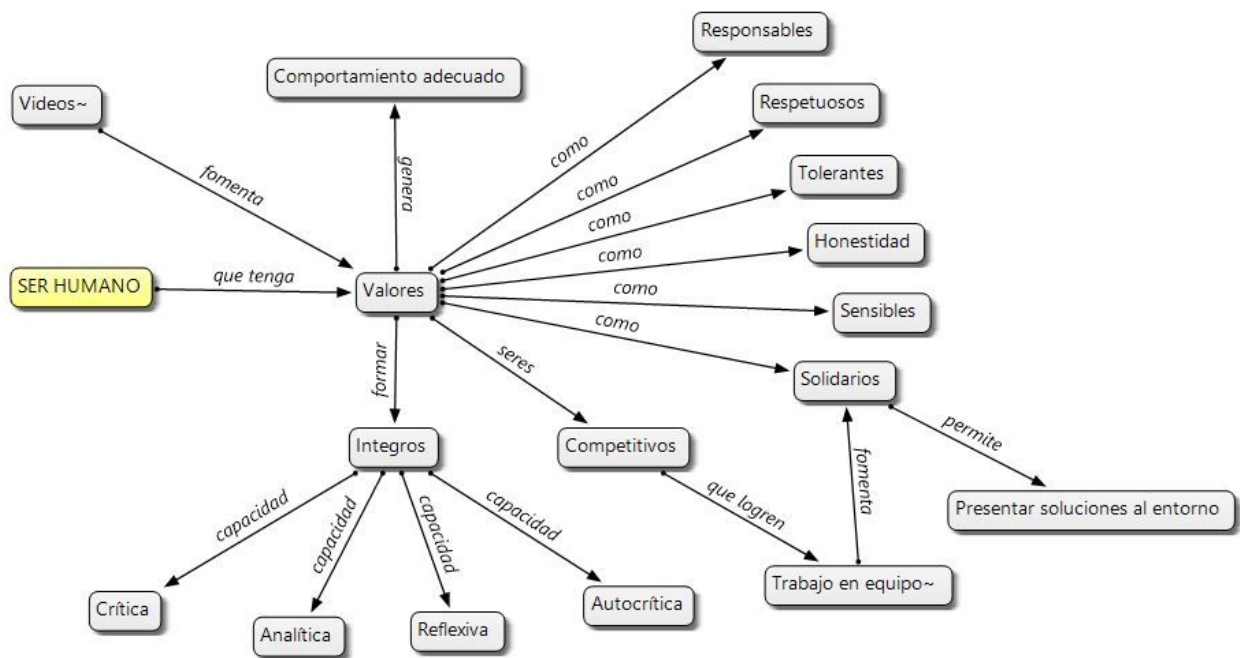 Responsables
Comportamiento adecuado
Videos~
Respetuosos
como
fomenta
genera
como
Tolerantes
como
Honestidad
como
SER HUMANO
que tenga
Valores
como
Sensibles
como
formar
seres
Solidarios
permite
Integros
Competitivos
fomenta
capacidad
capacidad
capacidad
capacidad
que logren
Presentar soluciones al entorno
Trabajo en equipo~
Crítica
Analítica
Reflexiva
Autocrítica